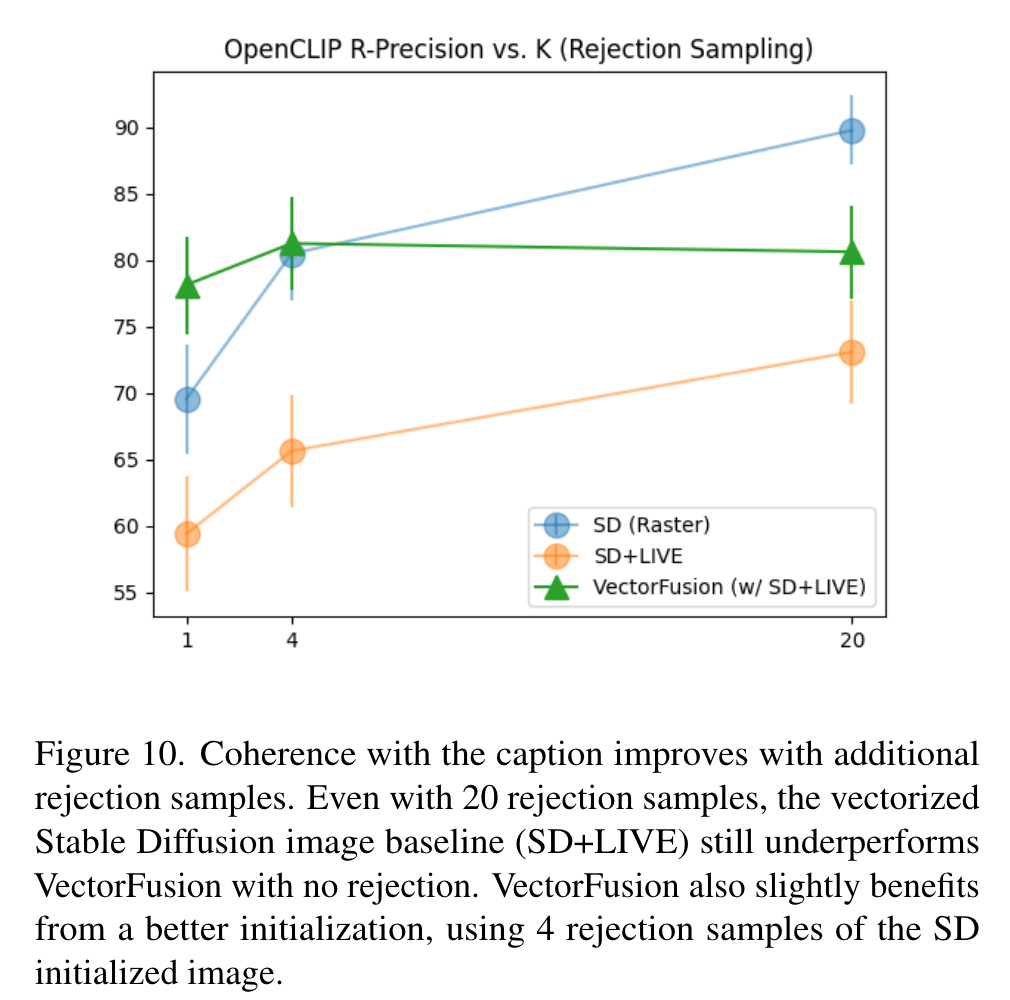 OpenCLIP R-Precision vs. K (Rejection Sampling)
90
85
80
75
70
65
60
55
1 4 20
SD (Raster)
SD+LIVE
VectorFusion (w/ SD+LIVE)
Figure 10. Coherence with the caption improves with additional
rejection samples. Even with 20 rejection samples, the vectorized
Stable Diffusion image baseline (SD+LIVE) still underperforms
VectorFusion with no rejection. VectorFusion also slightly benefits
from a better initialization, using 4 rejection samples of the SD
initialized image.